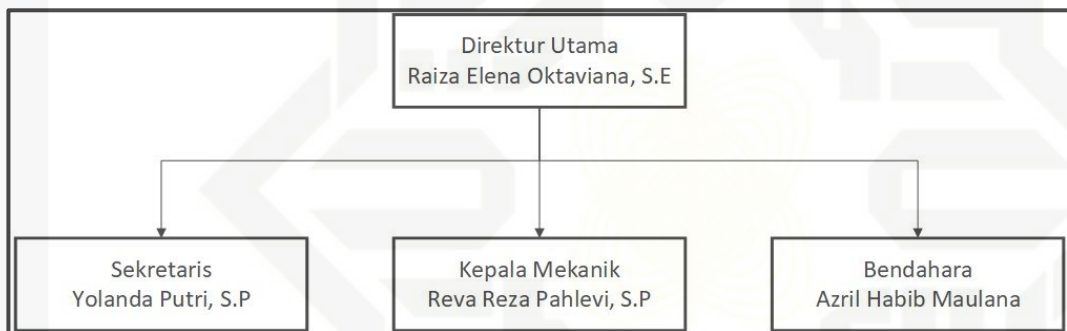 Direktur Utama
Raiza Elena Oktaviana, S.E
Sekretaris
Yolanda Putri, S.P
Kepala Mekanik
Reva Reza Pahlevi, S.P
Bendahara
Azril Habib Maulana